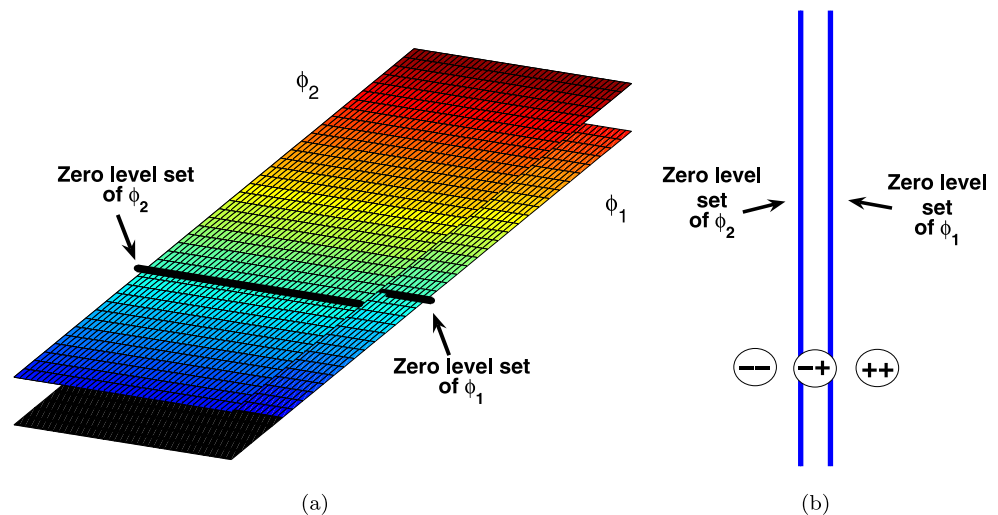 ϕ2
Zero level set
of ϕ2
ϕ1
Zero level set
of ϕ1
(a)
Zero level
set
of ϕ2
Zero level
set
of ϕ1
−− −+ ++
(b)